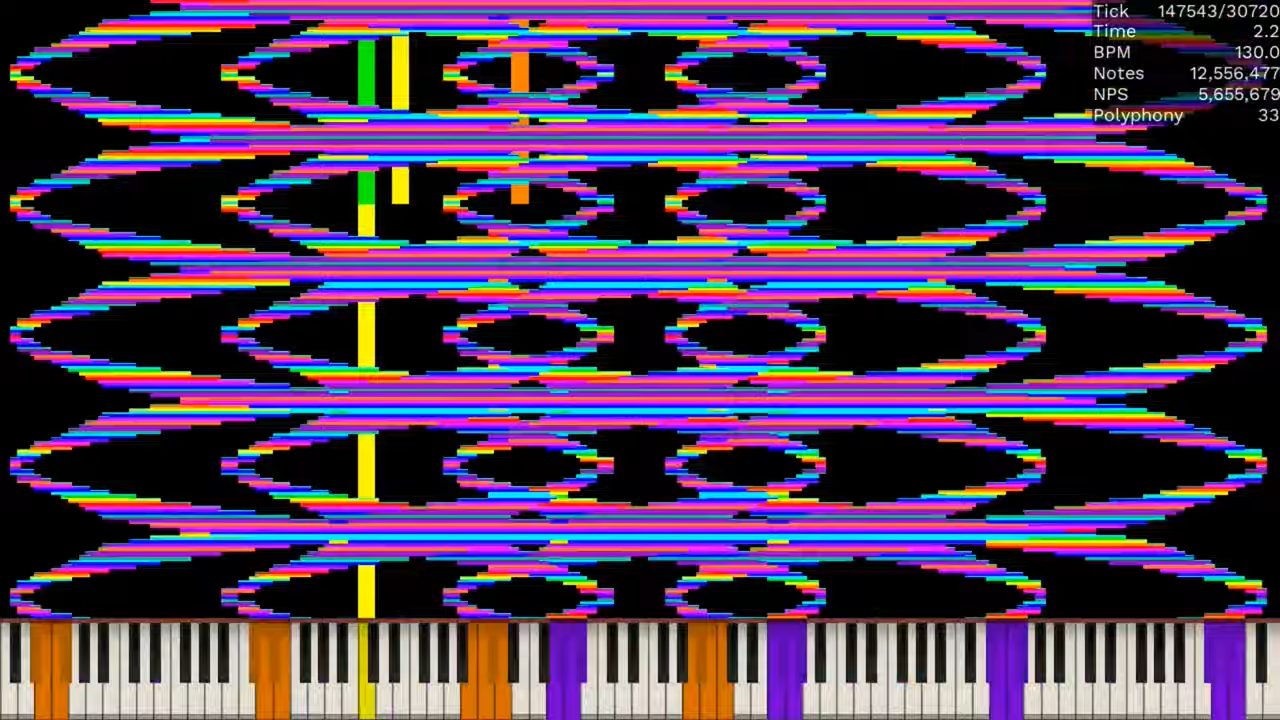 Tick 147543/30720
Time 2.2
BPM 130.0
Notes 12,556,477
NPS 5,655,679
Polyphony 33